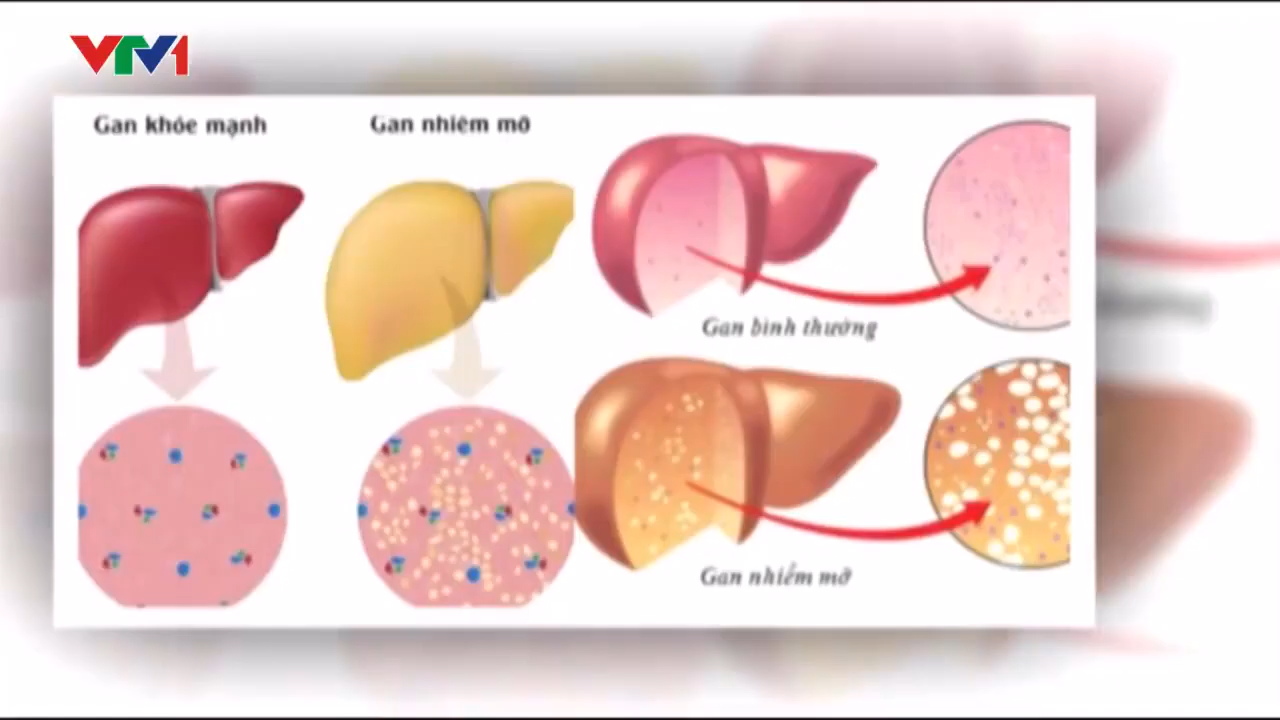 VTV1
Gan khỏe mạnh
Gan nhiễm mỡ
Gan bình thường
Gan nhiễm mỡ